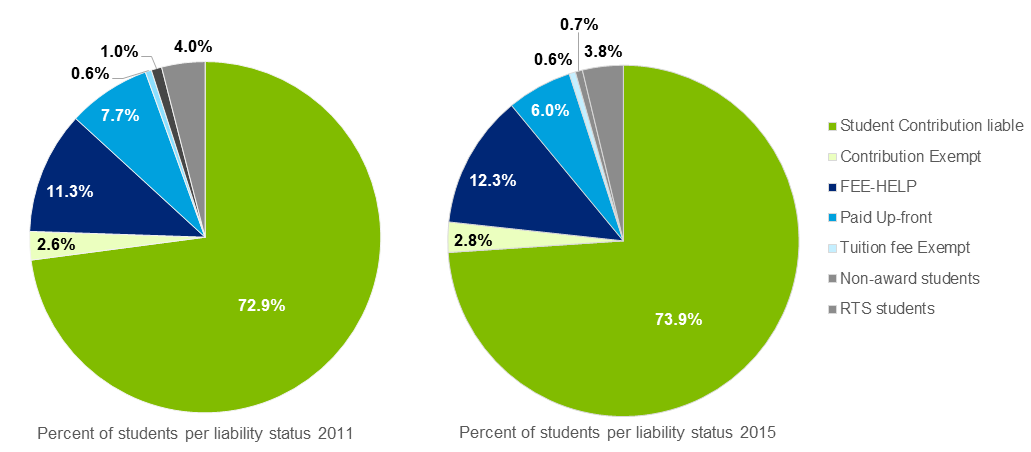 1.0%
4.0%
0.6%
7.7%
11.3%
2.6%
72.9%
Percent of students per liability status 2011
0.7%
0.6%
3.8%
6.0%
12.3%
2.8%
73.9%
Percent of students per liability status 2015
Student Contribution liable
Contribution Exempt
FEE-HELP
Paid Up-front
Tuition fee Exempt
Non-award students
RTS students